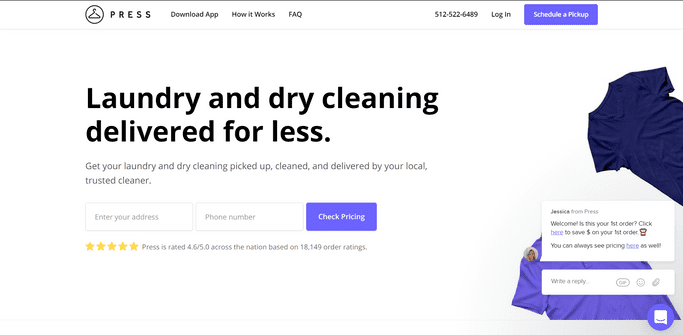 PRESS Download App How it Works FAQ 512-522-6489 Log In Schedule a Pickup
Laundry and dry cleaning
delivered for less.
Get your laundry and dry cleaning picked up, cleaned, and delivered by your local,
trusted cleaner.
Enter your address Phone number Check Pricing
Press is rated 4.6/5.0 across the nation based on 18,149 order ratings.
Jessica from Press
Welcome! Is this your 1st order? Click
here to save $ on your 1st order.
You can always see pricing here as well!
Write a reply... GIF